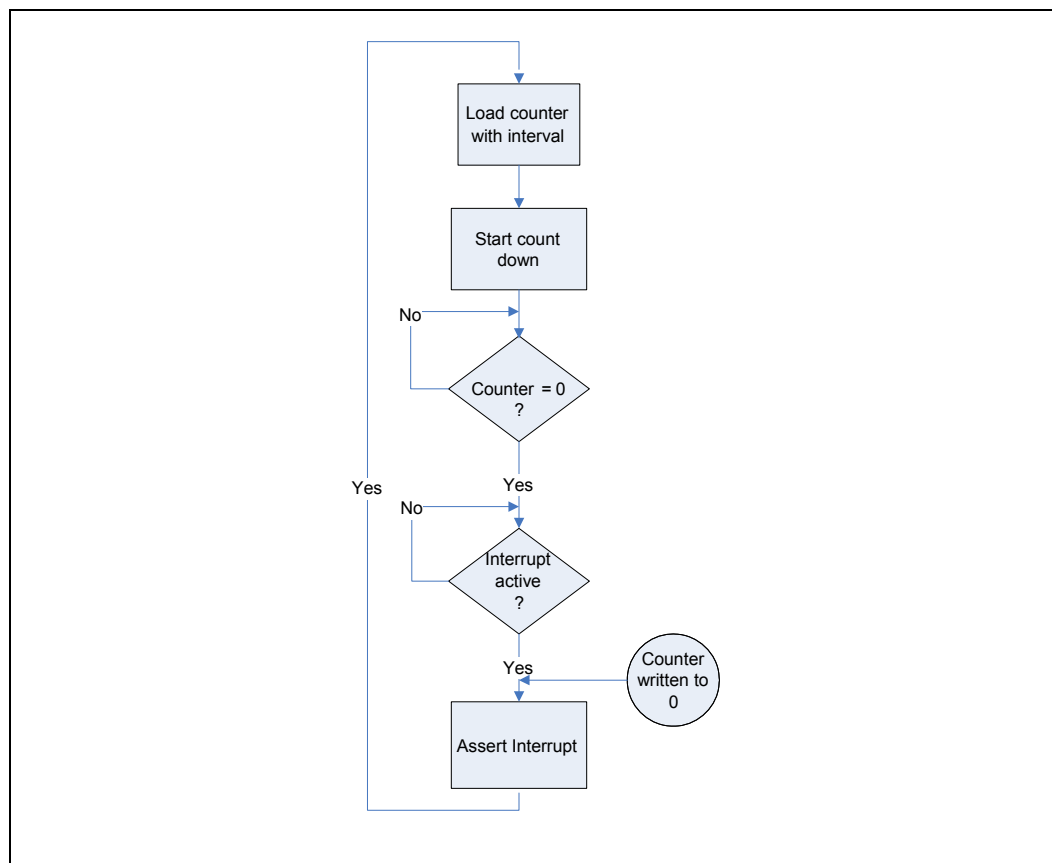 Load counter
with interval
Start count
down
No
Counter = 0
?
Yes
Yes
No
Interrupt
active
?
Yes
Counter
written to
0
Assert Interrupt